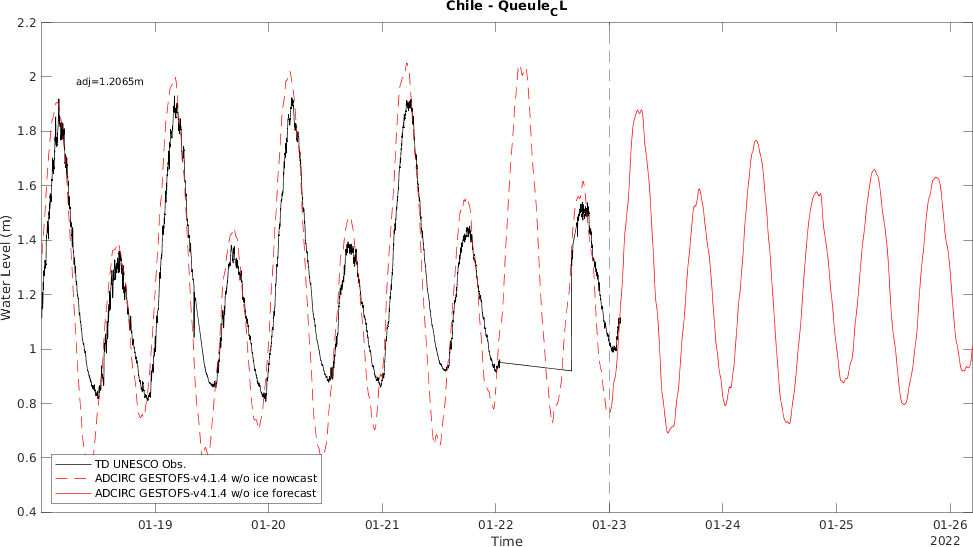 Chile - QueuleCL
2.2
2
1.8
1.6
1.4
1.2
1
0.8
0.6
0.4
Water Level (m)
adj=1.2065m
TD UNESCO Obs.
ADCIRC GESTOFS-v4.1.4 w/o ice nowcast
ADCIRC GESTOFS-v4.1.4 w/o ice forecast
01-19 01-20 01-21 01-22 01-23 01-24 01-25 01-26
Time 2022